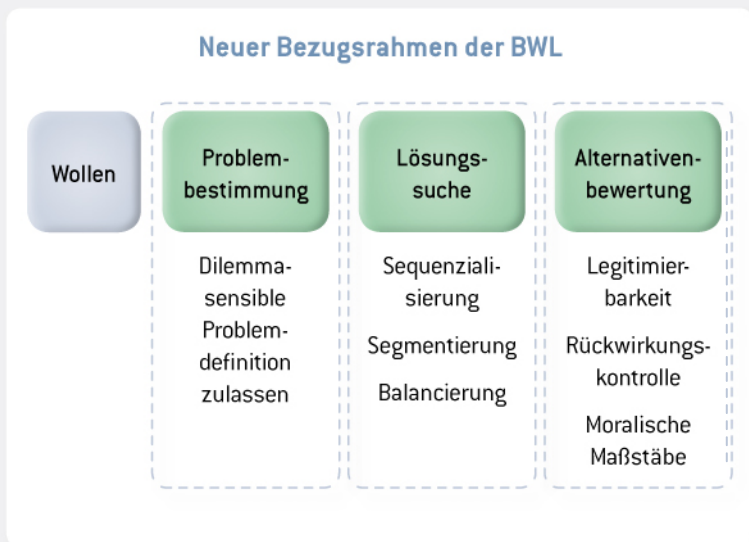 Neuer Bezugsrahmen der BWL
Wollen
Problem-
bestimmung
Dilemma-
sensible
Problem-
definition
zulassen
Lösungs-
suche
Sequenziali-
sierung
Segmentierung
Balancierung
Alternativen-
bewertung
Legitimier-
barkeit
Rückwirkungs-
kontrolle
Moralische
Maßstäbe